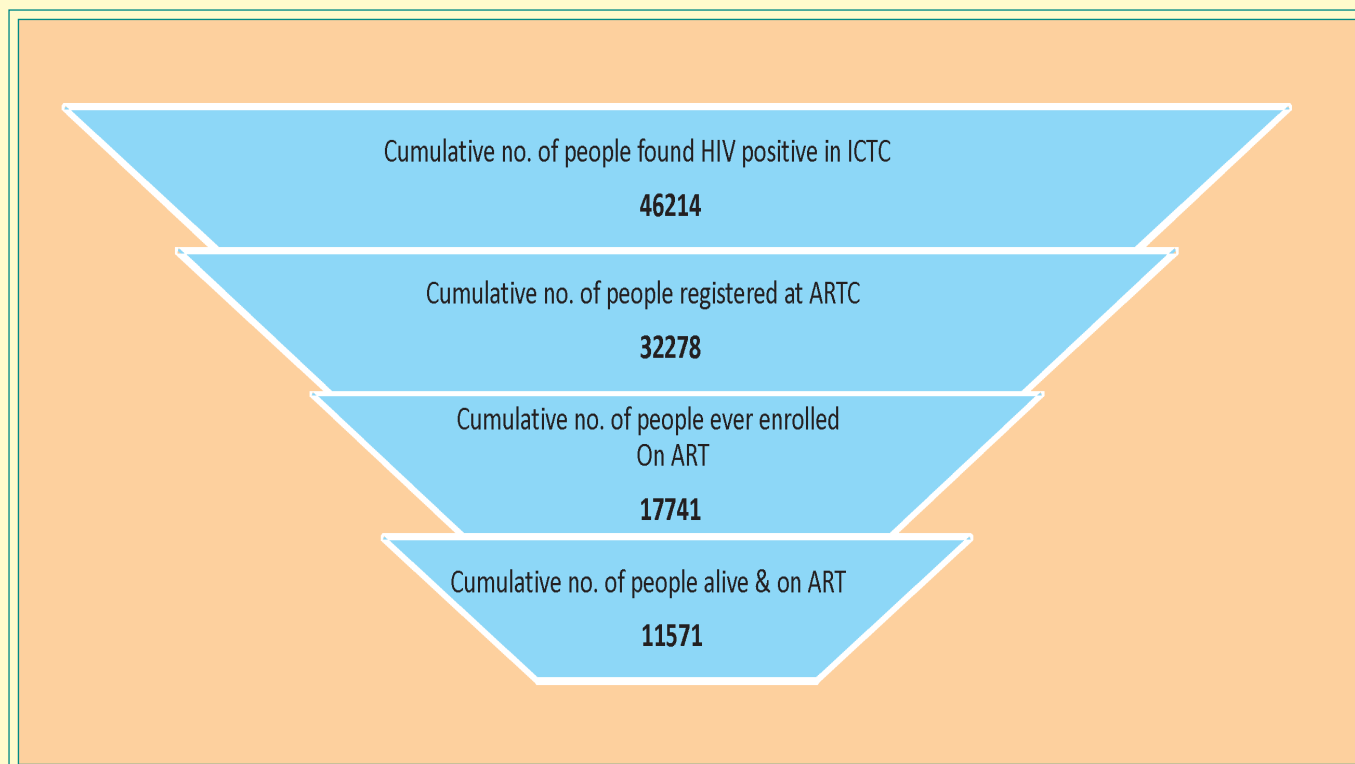 Cumulative no. of people found HIV positive in ICTC
46214
Cumulative no. of people registered at ARTC
32278
Cumulative no. of people ever enrolled
On ART
17741
Cumulative no. of people alive & on ART
11571